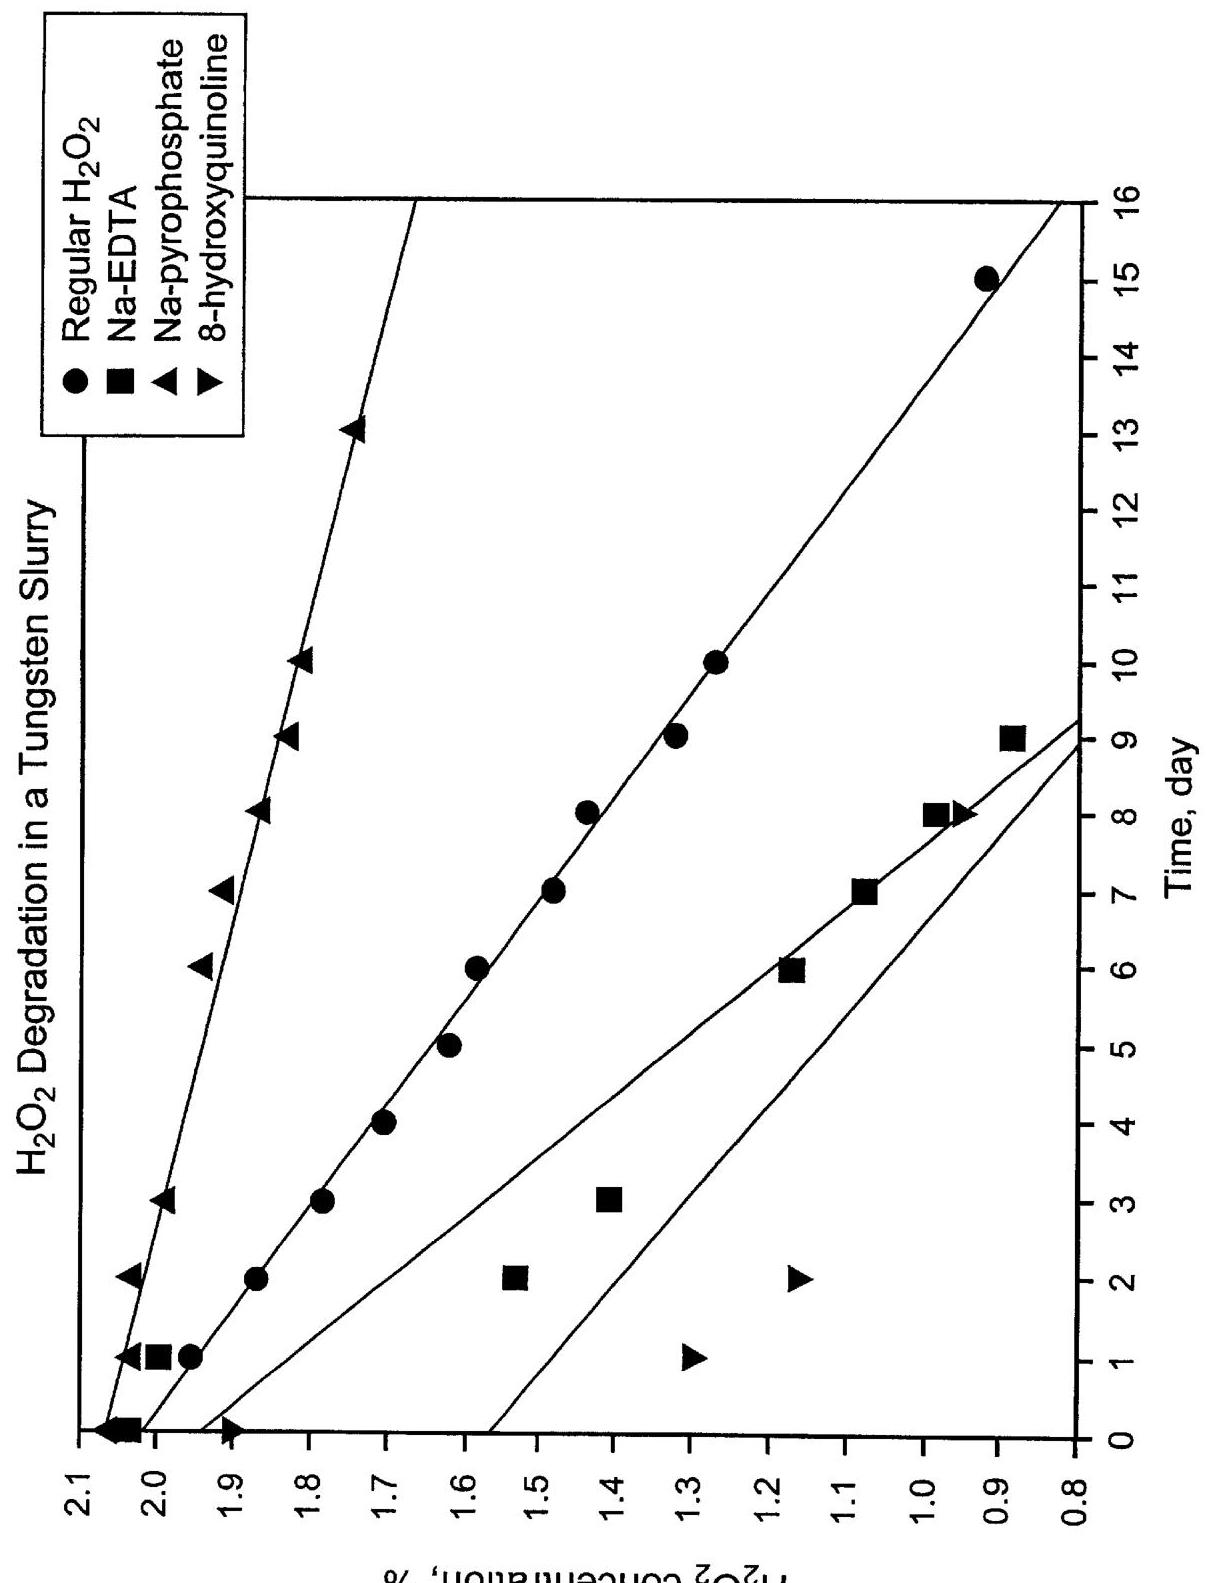 H₂O₂ Degradation in a Tungsten Slurry
Regular H₂O₂
Na-EDTA
Na-pyrophosphate
8-hydroxyquinoline
2.1
2.0
1.9
1.8
1.7
1.6
1.5
1.4
1.3
1.2
1.1
1.0
0.9
0.8
H₂O₂ concentration, %
0 1 2 3 4 5 6 7 8 9 10 11 12 13 14 15 16
Time, day